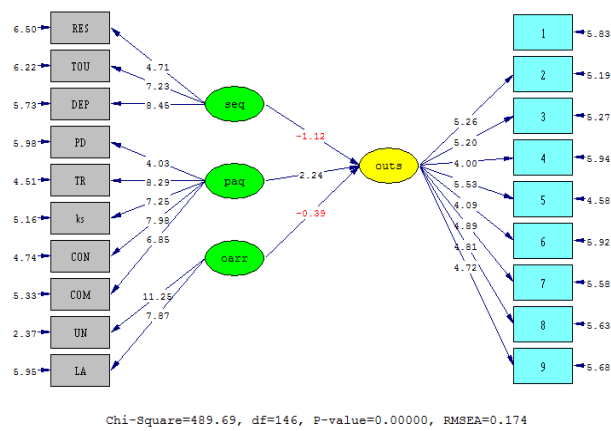 6.50 RES 1 5.83
6.22 TOU 4.71 2 5.19
7.23
5.73 DEP 8.45 seq 5.26 3 5.27
-1.12 5.20
5.98 PD 4.03 4.00 4 5.94
outs
4.51 TR 8.29 paq 2.24 5.53 5 4.58
7.25 4.09
5.16 ks 7.98 -0.39 4.89 6 5.92
6.85 4.81
4.74 CON oarr 4.72 7 5.58
5.33 COM 11.25 8 5.63
7.87
2.37 UN
5.95 LA 9 5.68
Chi-Square=489.69, df=146, P-value=0.00000, RMSEA=0.174